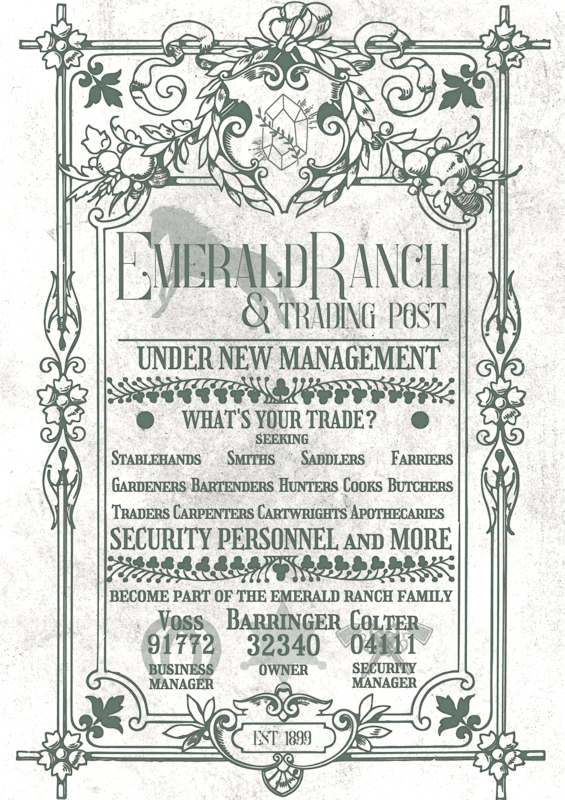 EMERALD RANCH
& TRADING POST
UNDER NEW MANAGEMENT
WHAT'S YOUR TRADE?
SEEKING
STABLEHANDS SMITHS SADDLERS FARRIERS
GARDENERS BARTENDERS HUNTERS COOKS BUTCHERS
TRADERS CARPENTERS CARTWRIGHTS APOTHECARIES
SECURITY PERSONNEL AND MORE
BECOME PART OF THE EMERALD RANCH FAMILY
VOSS BARRINGER COLTER
91772 32340 04111
BUSINESS MANAGER OWNER SECURITY MANAGER
EST 1899